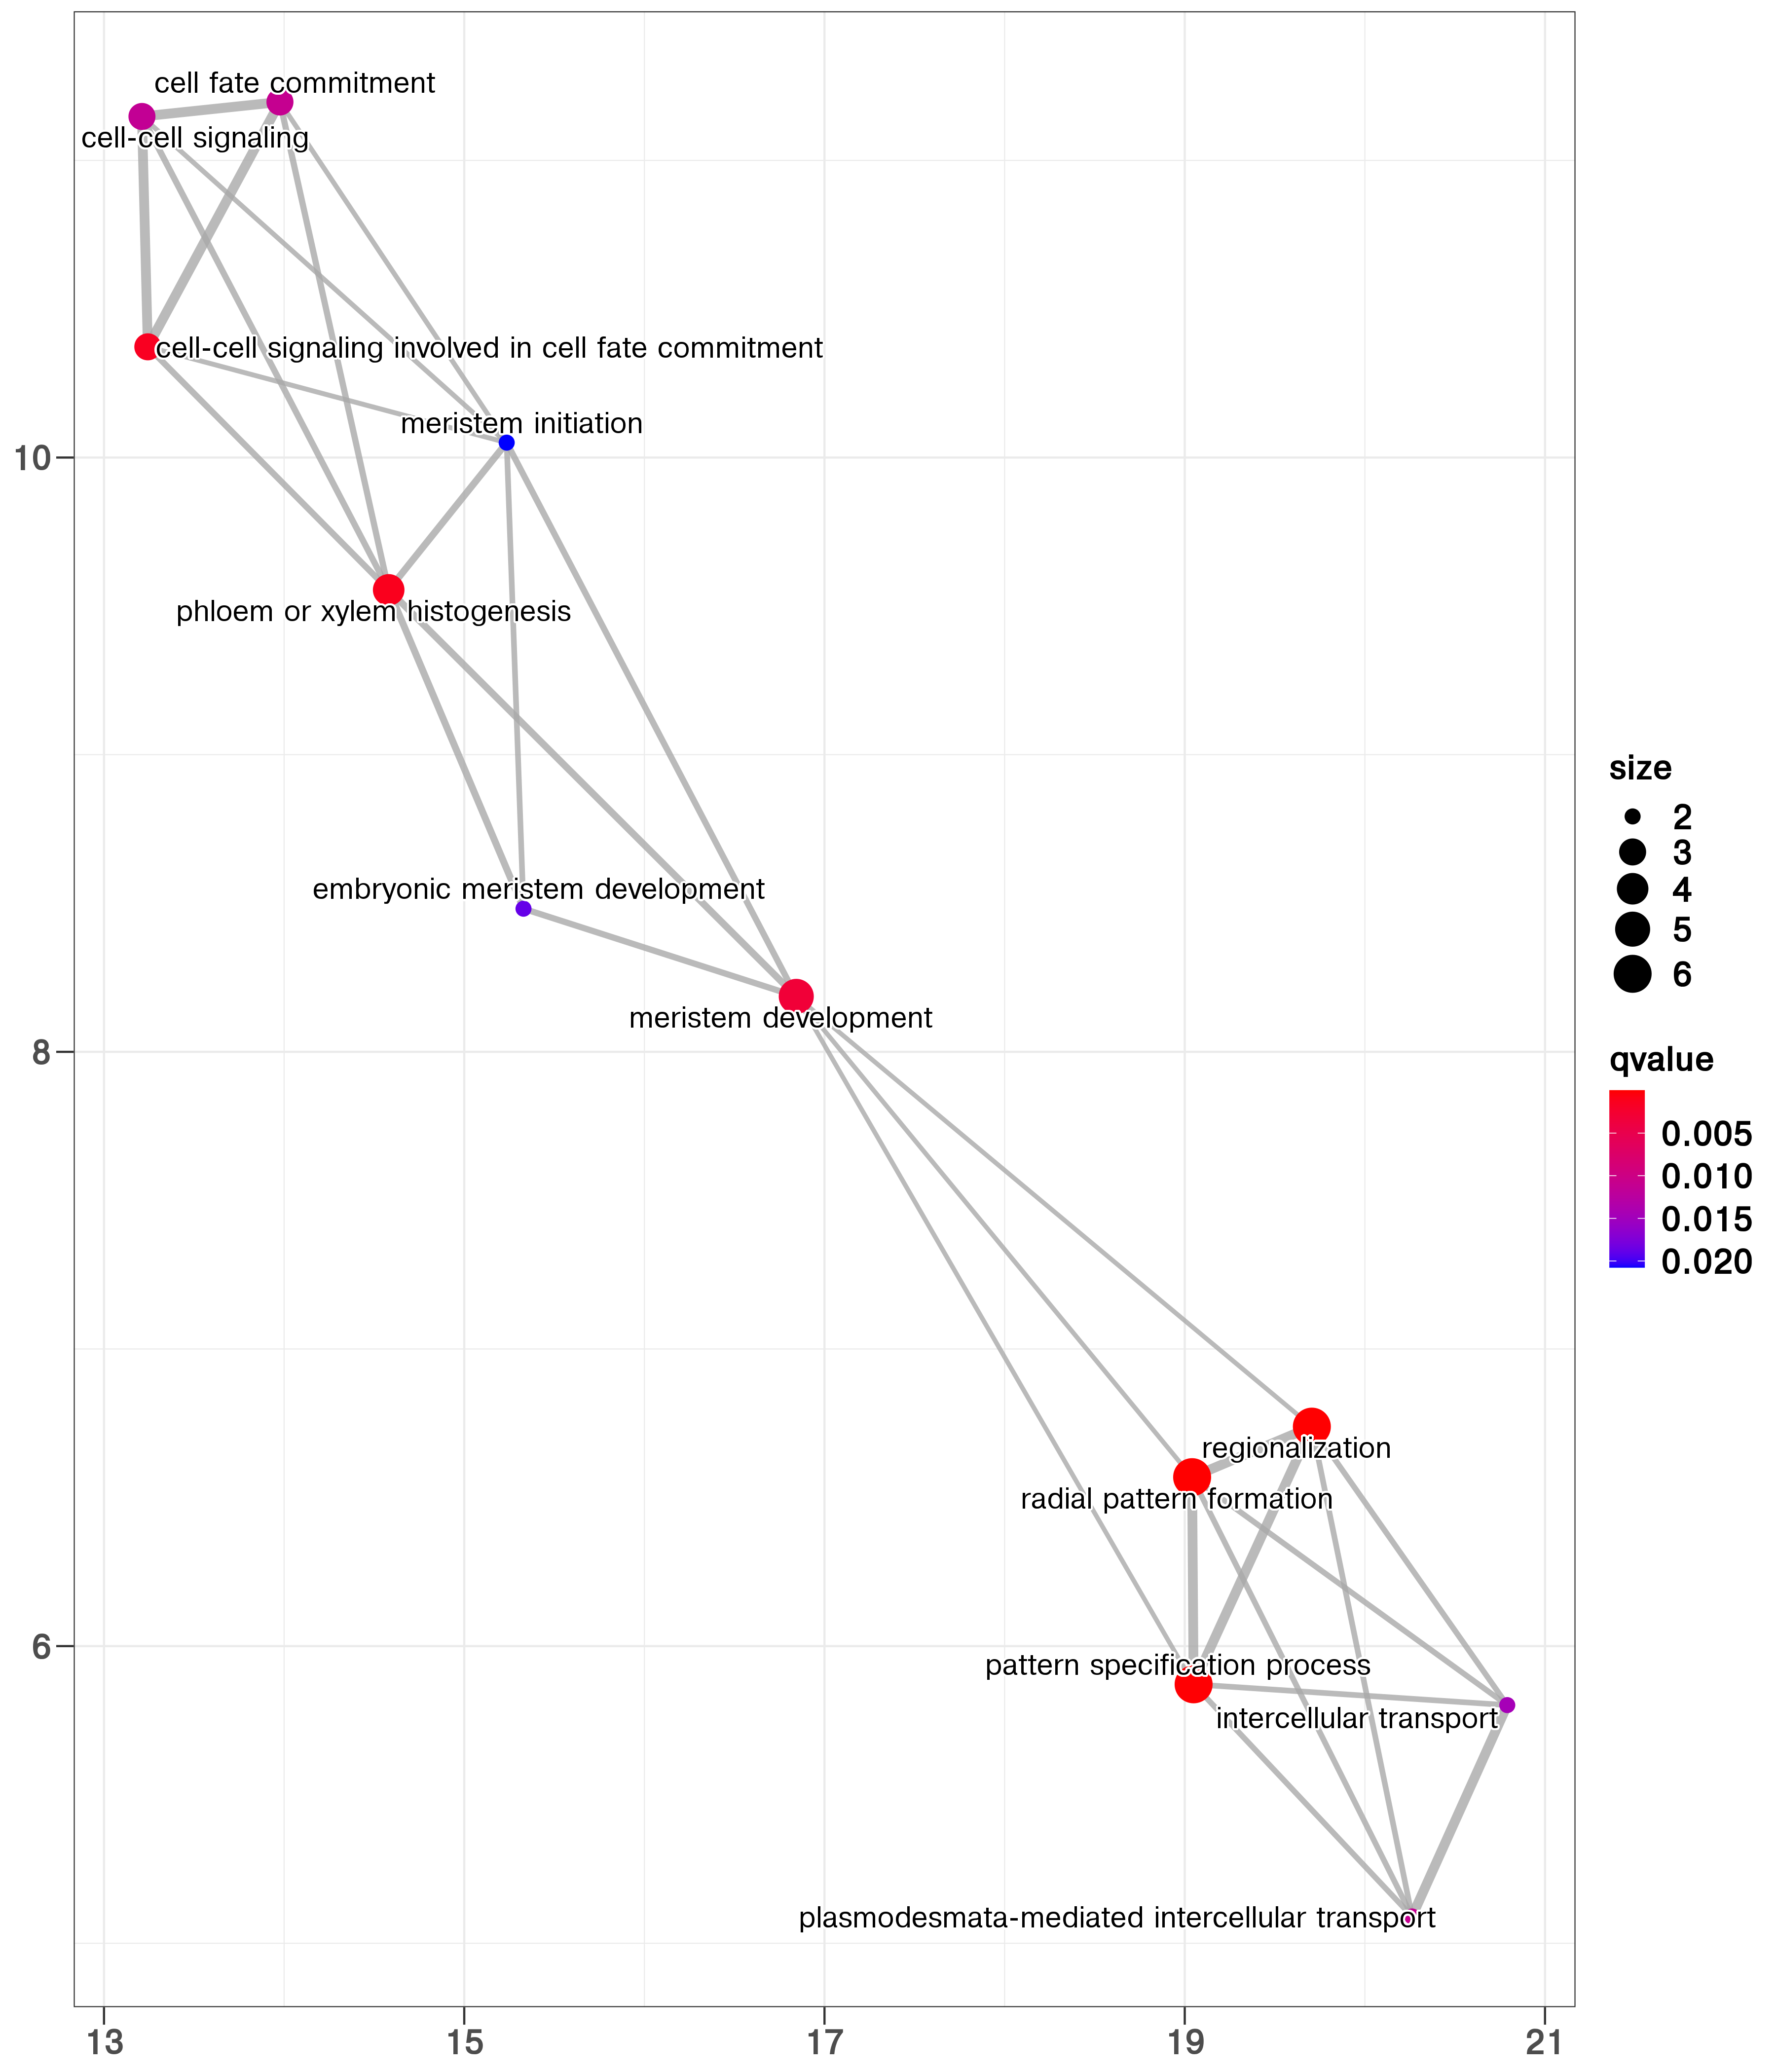 cell fate commitment
cell-cell signaling
cell-cell signaling involved in cell fate commitment
meristem initiation
10
phloem or xylem histogenesis
size
2
3
embryonic meristem development
4
5
6
meristem development
8
qvalue
0.005
0.010
0.015
0.020
regionalization
radial pattern formation
6
pattern specification process
intercellular transport
plasmodesmata-mediated intercellular transport
13 15 17 19 21